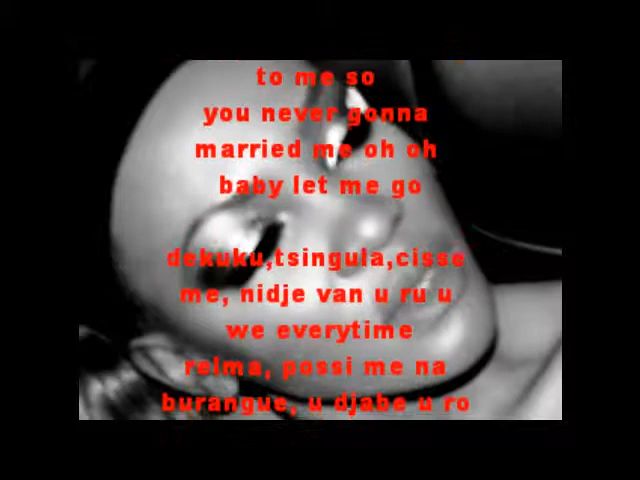 to me so
you never gonna
married me oh oh
baby let me go
dekuku,tsingula,cisse
me, nidje van u ru u
we everytime
relma, possi me na
burangue, u djabe u ro